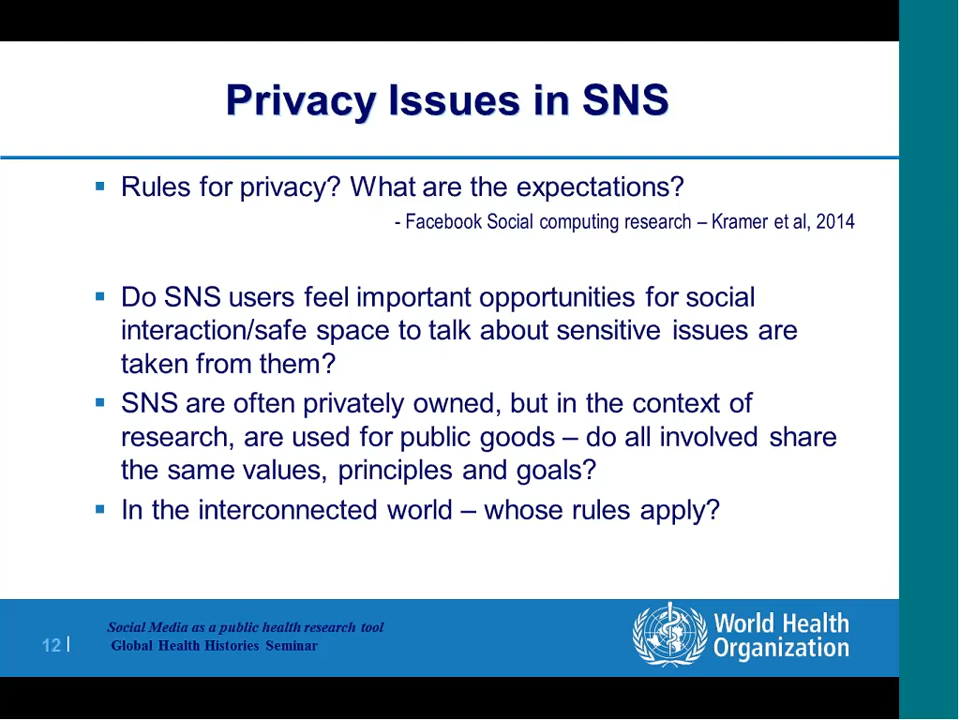 Privacy Issues in SNS
▪ Rules for privacy? What are the expectations?
- Facebook Social computing research – Kramer et al, 2014
▪ Do SNS users feel important opportunities for social
interaction/safe space to talk about sensitive issues are
taken from them?
▪ SNS are often privately owned, but in the context of
research, are used for public goods – do all involved share
the same values, principles and goals?
▪ In the interconnected world – whose rules apply?
12 |
Social Media as a public health research tool
Global Health Histories Seminar
World Health
Organization